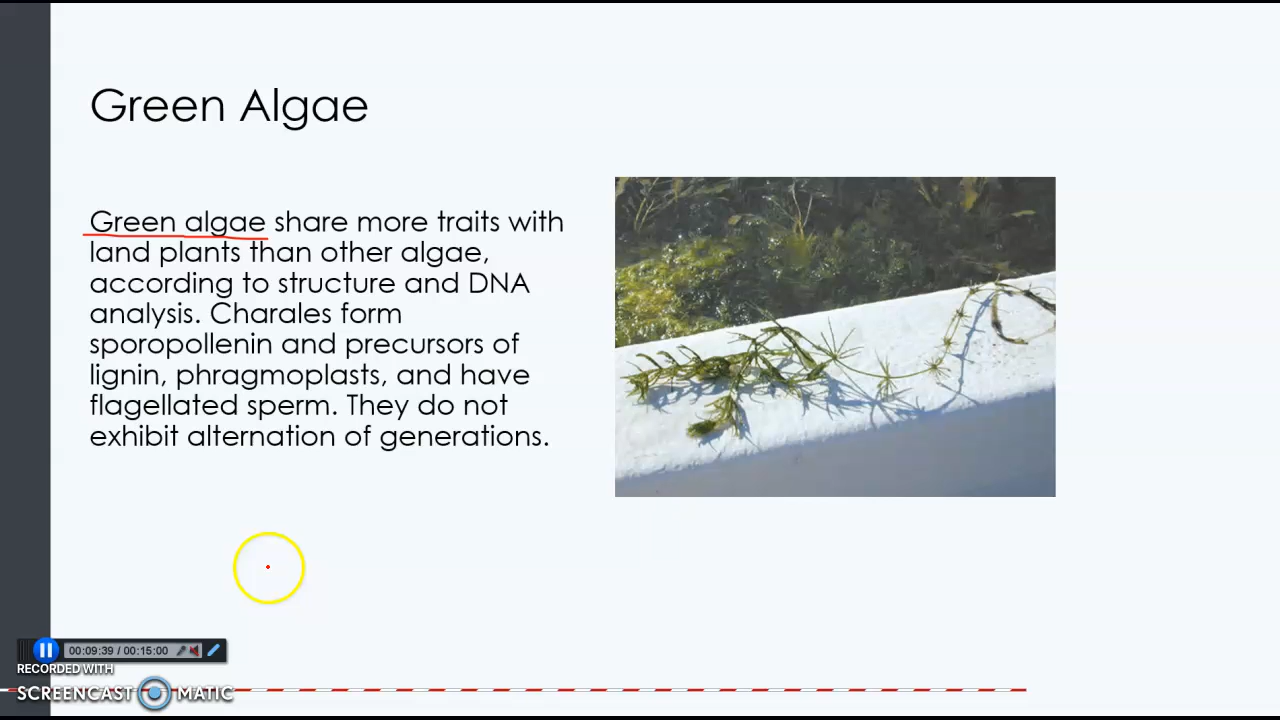 Green Algae
Green algae share more traits with
land plants than other algae,
according to structure and DNA
analysis. Charales form
sporopollenin and precursors of
lignin, phragmoplasts, and have
flagellated sperm. They do not
exhibit alternation of generations.
00:09:39 / 00:15:00
RECORDED WITH
SCREENCAST MATIC